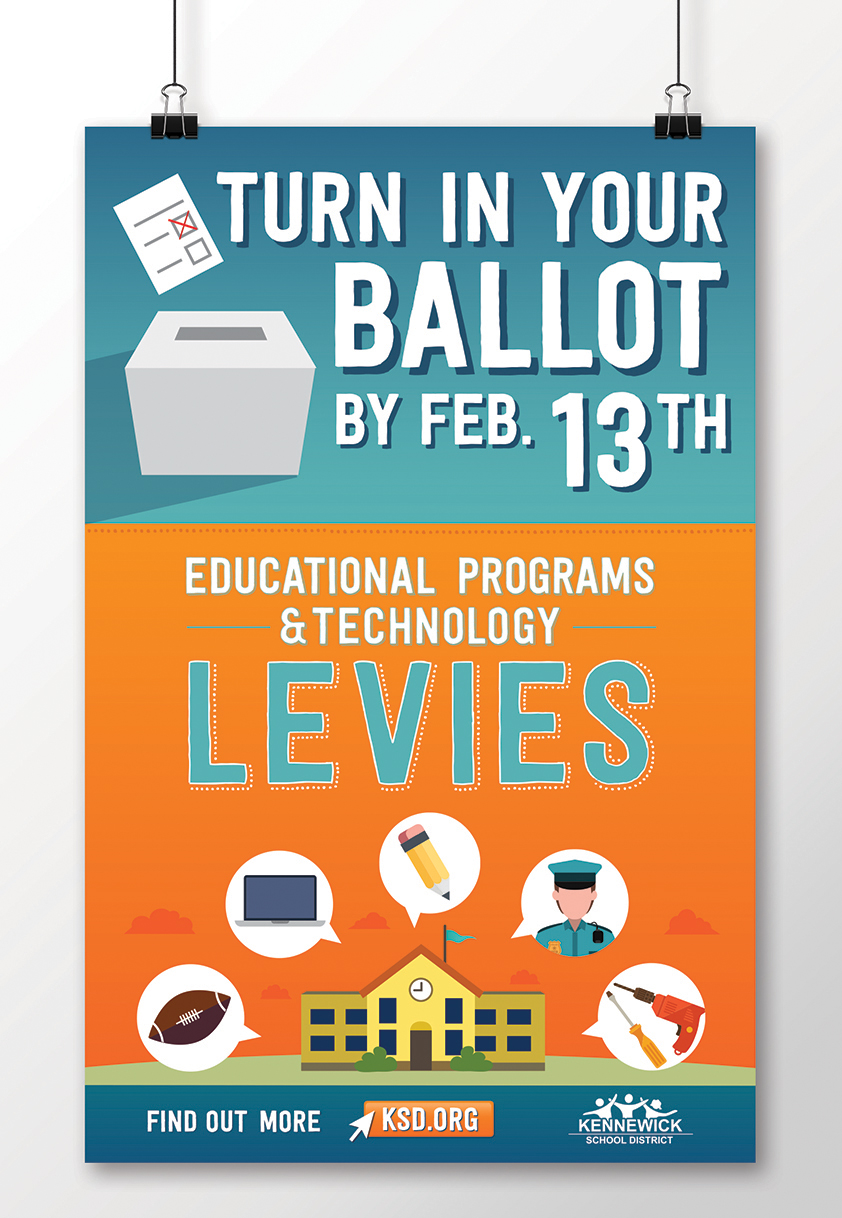 TURN IN YOUR
BALLOT
BY FEB. 13TH
EDUCATIONAL PROGRAMS
& TECHNOLOGY
LEVIES
FIND OUT MORE KSD.ORG
KENNEWICK
SCHOOL DISTRICT